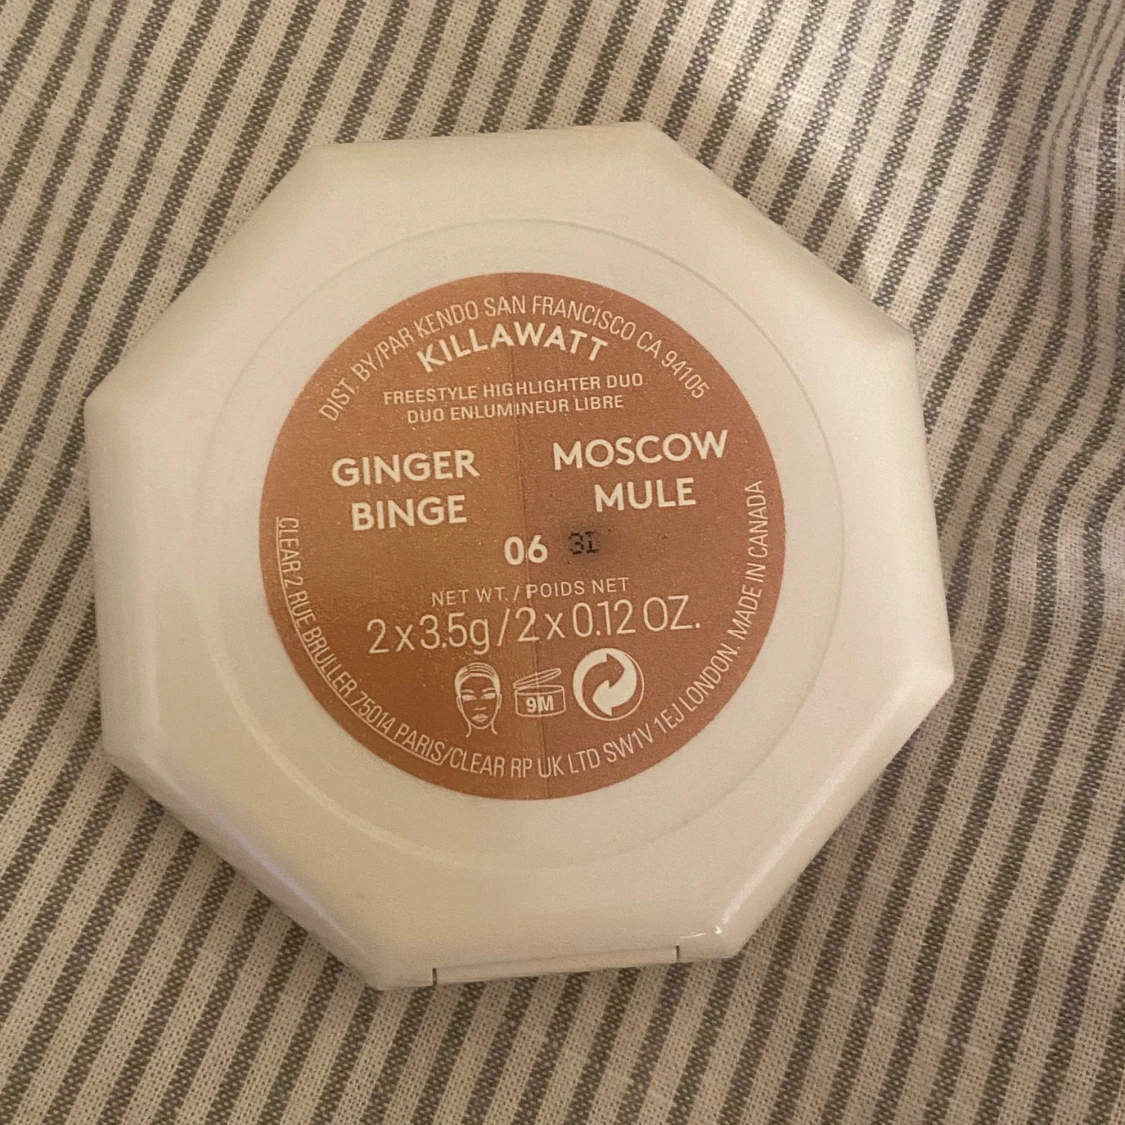 DIST. BY/PAR KENDO SAN FRANCISCO CA 94105
KILLAWATT
FREESTYLE HIGHLIGHTER DUO
DUO ENLUMINEUR LIBRE
GINGER
BINGE
MOSCOW
MULE
06
NET WT. / POIDS NET
2 x 3.5g / 2 x 0.12 OZ.
9M
CLEAR 2 RUE BRULLER 75014 PARIS/CLEAR RP UK LTD SW1V 1EJ LONDON. MADE IN CANADA